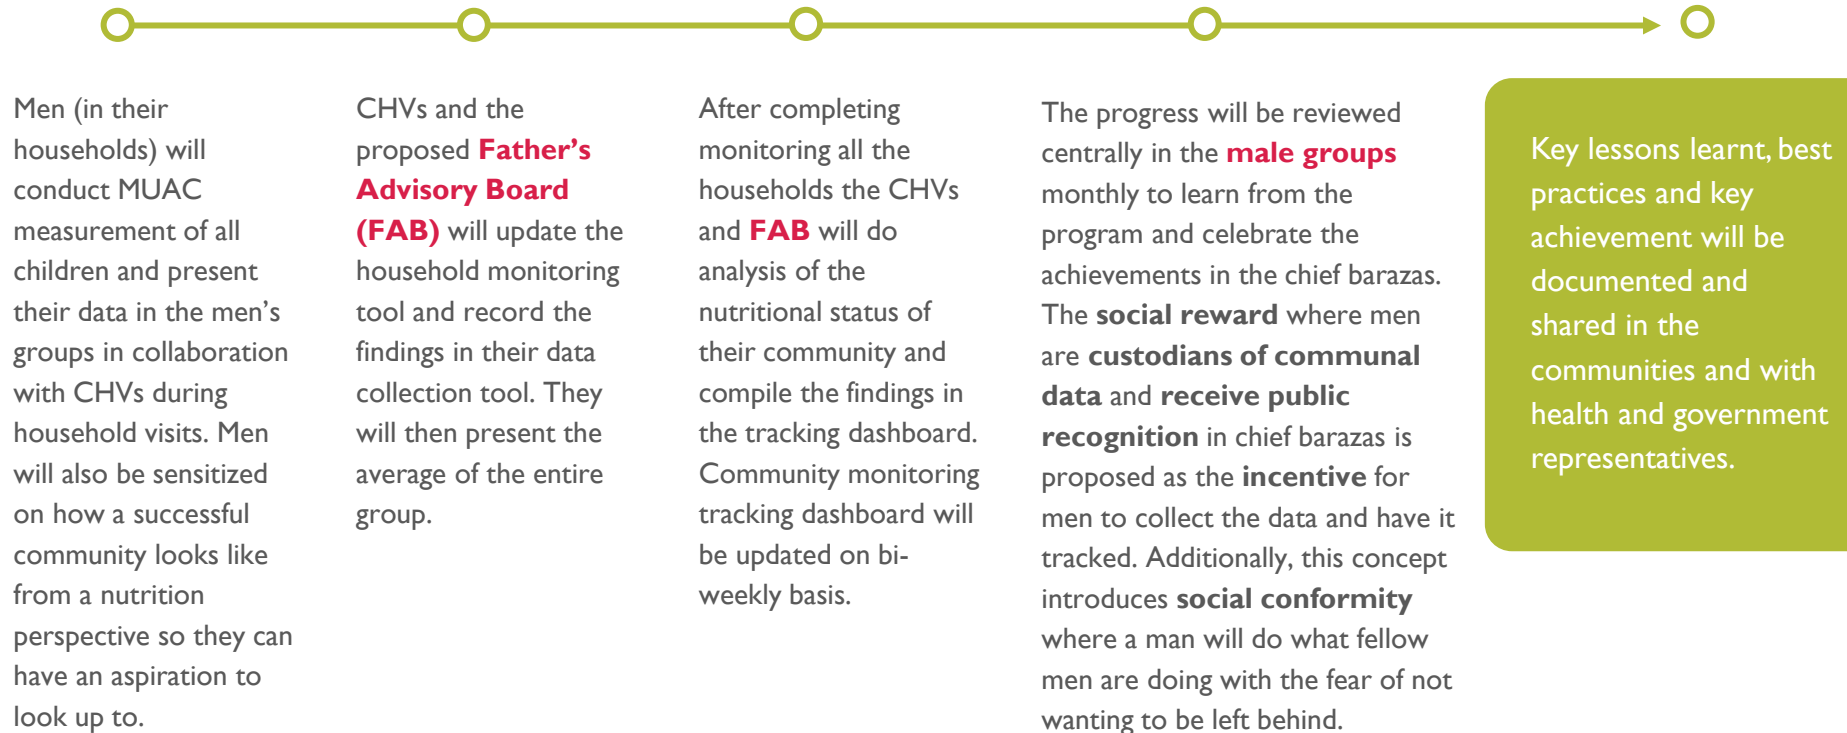 Men (in their
households) will
conduct MUAC
measurement of all
children and present
their data in the men's
groups in collaboration
with CHVs during
household visits. Men
will also be sensitized
on how a successful
community looks like
from a nutrition
perspective so they can
have an aspiration to
look up to.
CHVs and the
proposed Father's
Advisory Board
(FAB) will update the
household monitoring
tool and record the
findings in their data
collection tool. They
will then present the
average of the entire
group.
After completing
monitoring all the
households the CHVs
and FAB will do
analysis of the
nutritional status of
their community and
compile the findings in
the tracking dashboard.
Community monitoring
tracking dashboard will
be updated on bi-
weekly basis.
The progress will be reviewed
centrally in the male groups
monthly to learn from the
program and celebrate the
achievements in the chief barazas.
The social reward where men
are custodians of communal
data and receive public
recognition in chief barazas is
proposed as the incentive for
men to collect the data and have it
tracked. Additionally, this concept
introduces social conformity
where a man will do what fellow
men are doing with the fear of not
wanting to be left behind.
Key lessons learnt, best
practices and key
achievement will be
documented and
shared in the
communities and with
health and government
representatives.